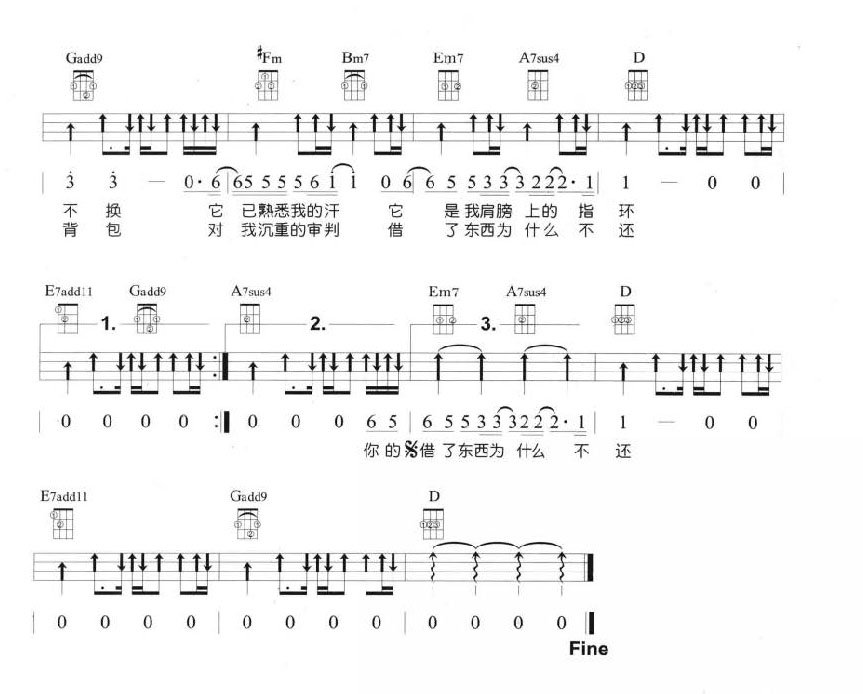 Gadd9 ♯Fm Bm7 Em7 A7sus4 D
3̇ 3̇ — 0· 6 | 65 5 5 5 6 1̇ 1̇ 0 6 | 6 5 5 3 3 3 2 2 2· 1 | 1 — 0 0
不 换 它 已熟悉我的汗 它 是我肩膀 上的 指 环
背 包 对 我沉重的审判 借 了东西为 什么 不 还
E7add11 Gadd9 A7sus4 Em7 A7sus4 D
1. 2. 3.
0 0 0 0 :| 0 0 0 6 5 | 6 5 5 3 3 3 2 2 2· 1 | 1 — 0 0
你 的 借 了东西为 什么 不 还
E7add11 Gadd9 D
0 0 0 0 | 0 0 0 0 | 0 0 0 0
Fine